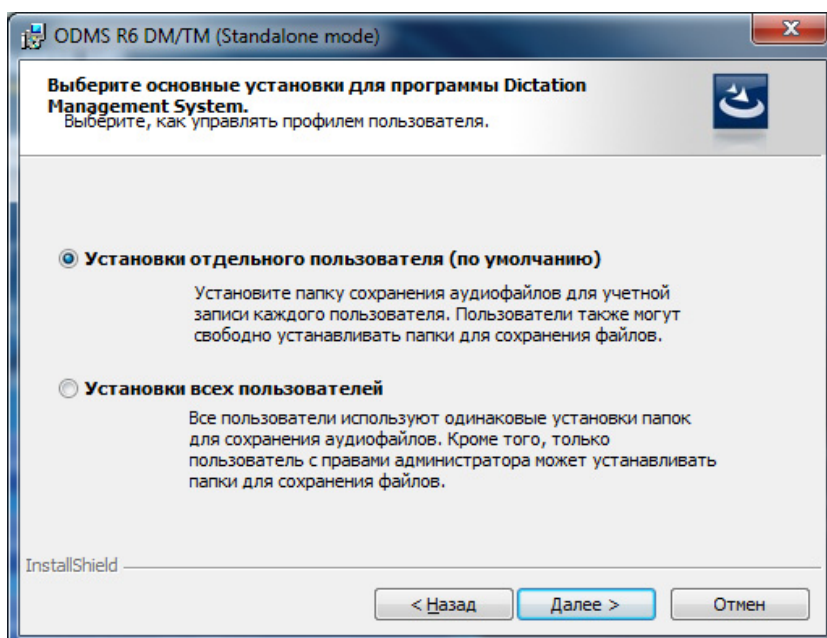 ODMS R6 DM/TM (Standalone mode)
Выберите основные установки для программы Dictation
Management System.
Выберите, как управлять профилем пользователя.
Установки отдельного пользователя (по умолчанию)
Установите папку сохранения аудиофайлов для учетной
записи каждого пользователя. Пользователи также могут
свободно устанавливать папки для сохранения файлов.
Установки всех пользователей
Все пользователи используют одинаковые установки папок
для сохранения аудиофайлов. Кроме того, только
пользователь с правами администратора может устанавливать
папки для сохранения файлов.
InstallShield
< Назад
Далее >
Отмен